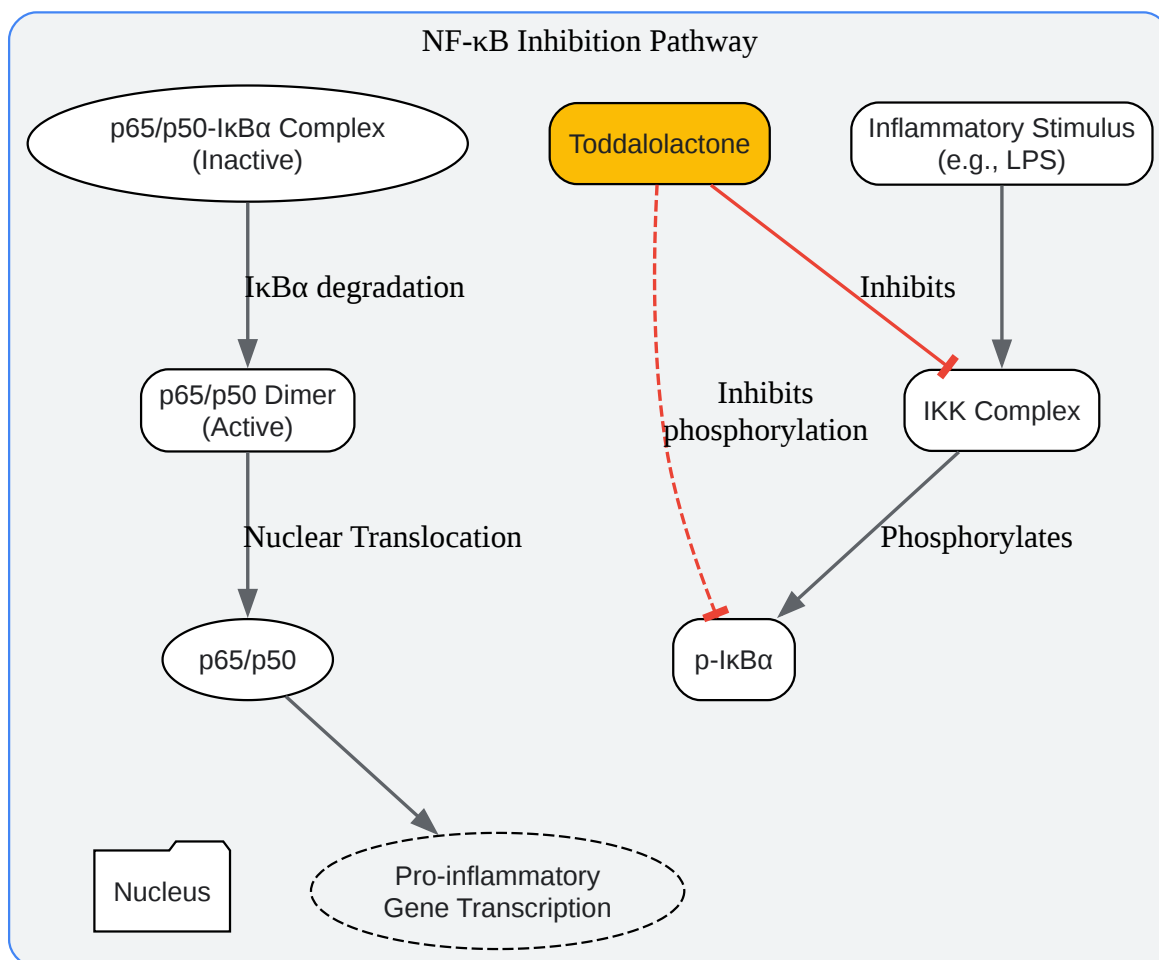 NF-κB Inhibition Pathway
p65/p50-IκBα Complex
(Inactive)
Toddalolactone
Inflammatory Stimulus
(e.g., LPS)
IκBα degradation
Inhibits
p65/p50 Dimer
(Active)
Inhibits
phosphorylation
IKK Complex
Nuclear Translocation
Phosphorylates
p65/p50
p-IκBα
Nucleus
Pro-inflammatory
Gene Transcription